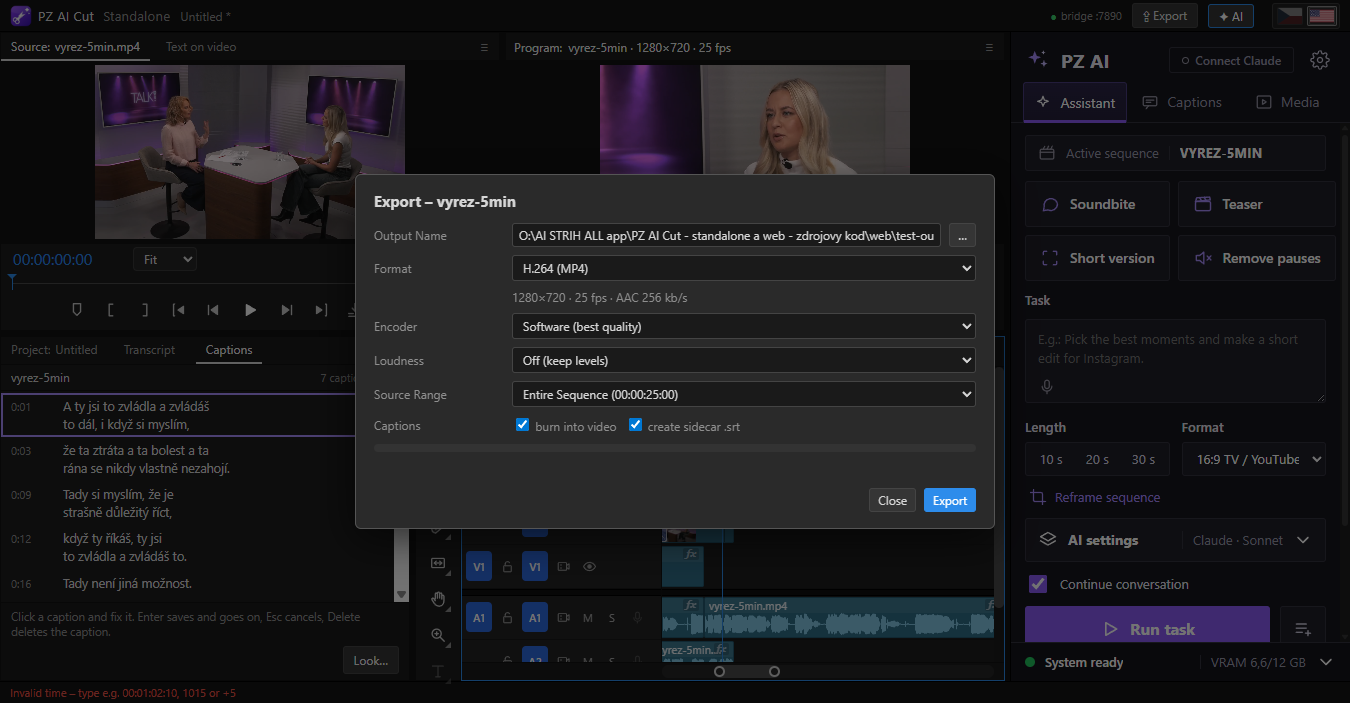 PZ AI Cut Standalone Untitled *
bridge :7890 Export AI
Source: vyrez-5min.mp4 Text on video
Program: vyrez-5min · 1280×720 · 25 fps
TALK!
00:00:00:00 Fit
Project: Untitled Transcript Captions
vyrez-5min 7 captio
0:01 A ty jsi to zvládla a zvládáš
to dál, i když si myslím,
0:03 že ta ztráta a ta bolest a ta
rána se nikdy vlastně nezahojí.
0:09 Tady si myslím, že je
strašně důležitý říct,
0:12 když ty říkáš, ty jsi
to zvládla a zvládáš to.
0:16 Tady není jiná možnost.
Click a caption and fix it. Enter saves and goes on, Esc cancels, Delete
deletes the caption.
Look...
Export – vyrez-5min
Output Name O:\AI STRIH ALL app\PZ AI Cut - standalone a web - zdrojovy kod\web\test-ou ...
Format H.264 (MP4)
1280×720 · 25 fps · AAC 256 kb/s
Encoder Software (best quality)
Loudness Off (keep levels)
Source Range Entire Sequence (00:00:25:00)
Captions burn into video create sidecar .srt
Close Export
fx
V1 V1
A1 A1 M S fx vyrez-5min.mp4 fx
A2 M S yrez-5min... fx
PZ AI Connect Claude
Assistant Captions Media
Active sequence VYREZ-5MIN
Soundbite Teaser
Short version Remove pauses
Task
E.g.: Pick the best moments and make a short
edit for Instagram.
Length Format
10 s 20 s 30 s 16:9 TV / YouTube
Reframe sequence
AI settings Claude · Sonnet
Continue conversation
Run task
System ready VRAM 6,6/12 GB
Invalid time – type e.g. 00:01:02:10, 1015 or +5